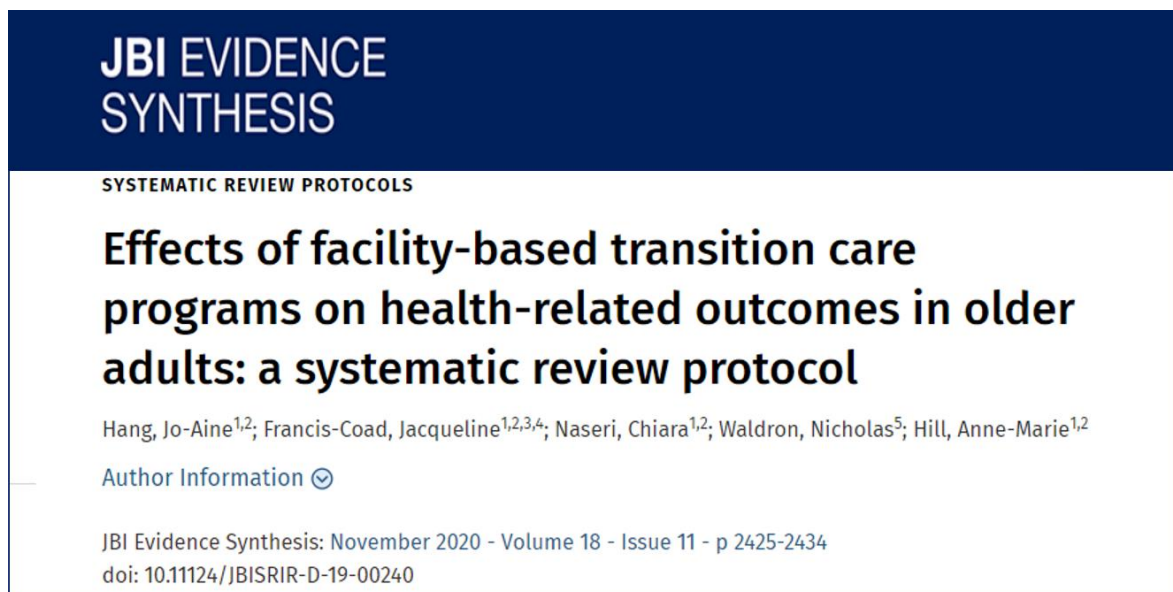 JBI EVIDENCE
SYNTHESIS
SYSTEMATIC REVIEW PROTOCOLS
Effects of facility-based transition care
programs on health-related outcomes in older
adults: a systematic review protocol
Hang, Jo-Aine1,2; Francis-Coad, Jacqueline1,2,3,4; Naseri, Chiara1,2; Waldron, Nicholas5; Hill, Anne-Marie1,2
Author Information
JBI Evidence Synthesis: November 2020 - Volume 18 - Issue 11 - p 2425-2434
doi: 10.11124/JBISRIR-D-19-00240